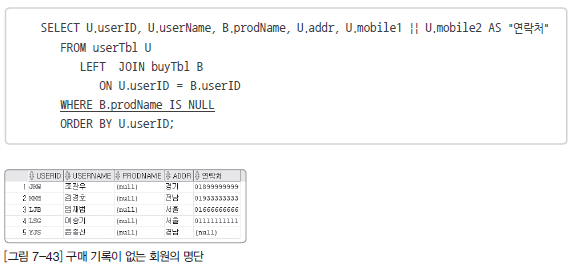 SELECT U.userID, U.userName, B.prodName, U.addr, U.mobile1 || U.mobile2 AS "연락처"
FROM userTbl U
LEFT JOIN buyTbl B
ON U.userID = B.userID
WHERE B.prodName IS NULL
ORDER BY U.userID;
USERID USERNAME PRODNAME ADDR 연락처
1 JKW 조관우 (null) 경기 01899999999
2 KKH 김경호 (null) 전남 01933333333
3 LJB 임재범 (null) 서울 01666666666
4 LSG 이승기 (null) 서울 01111111111
5 YJS 윤종신 (null) 경남 (null)
[그림 7-43] 구매 기록이 없는 회원의 명단